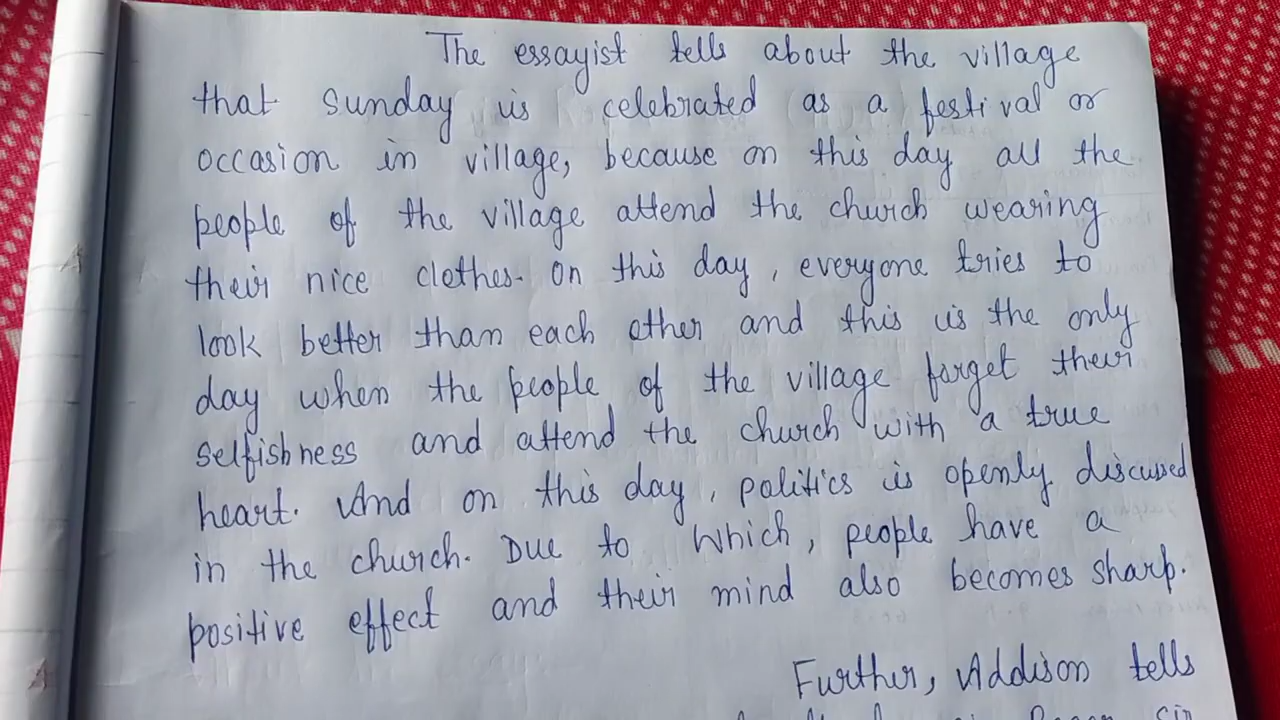 The essayist tells about the village
that Sunday is celebrated as a festival or
occasion in village, because on this day all the
people of the village attend the church wearing
their nice clothes. On this day, everyone tries to
look better than each other and this is the only
day when the people of the village forget their
selfishness and attend the church with a true
heart. And on this day, politics is openly discussed
in the church. Due to which, people have a
positive effect and their mind also becomes sharp.
Further, Addison tells
Sir